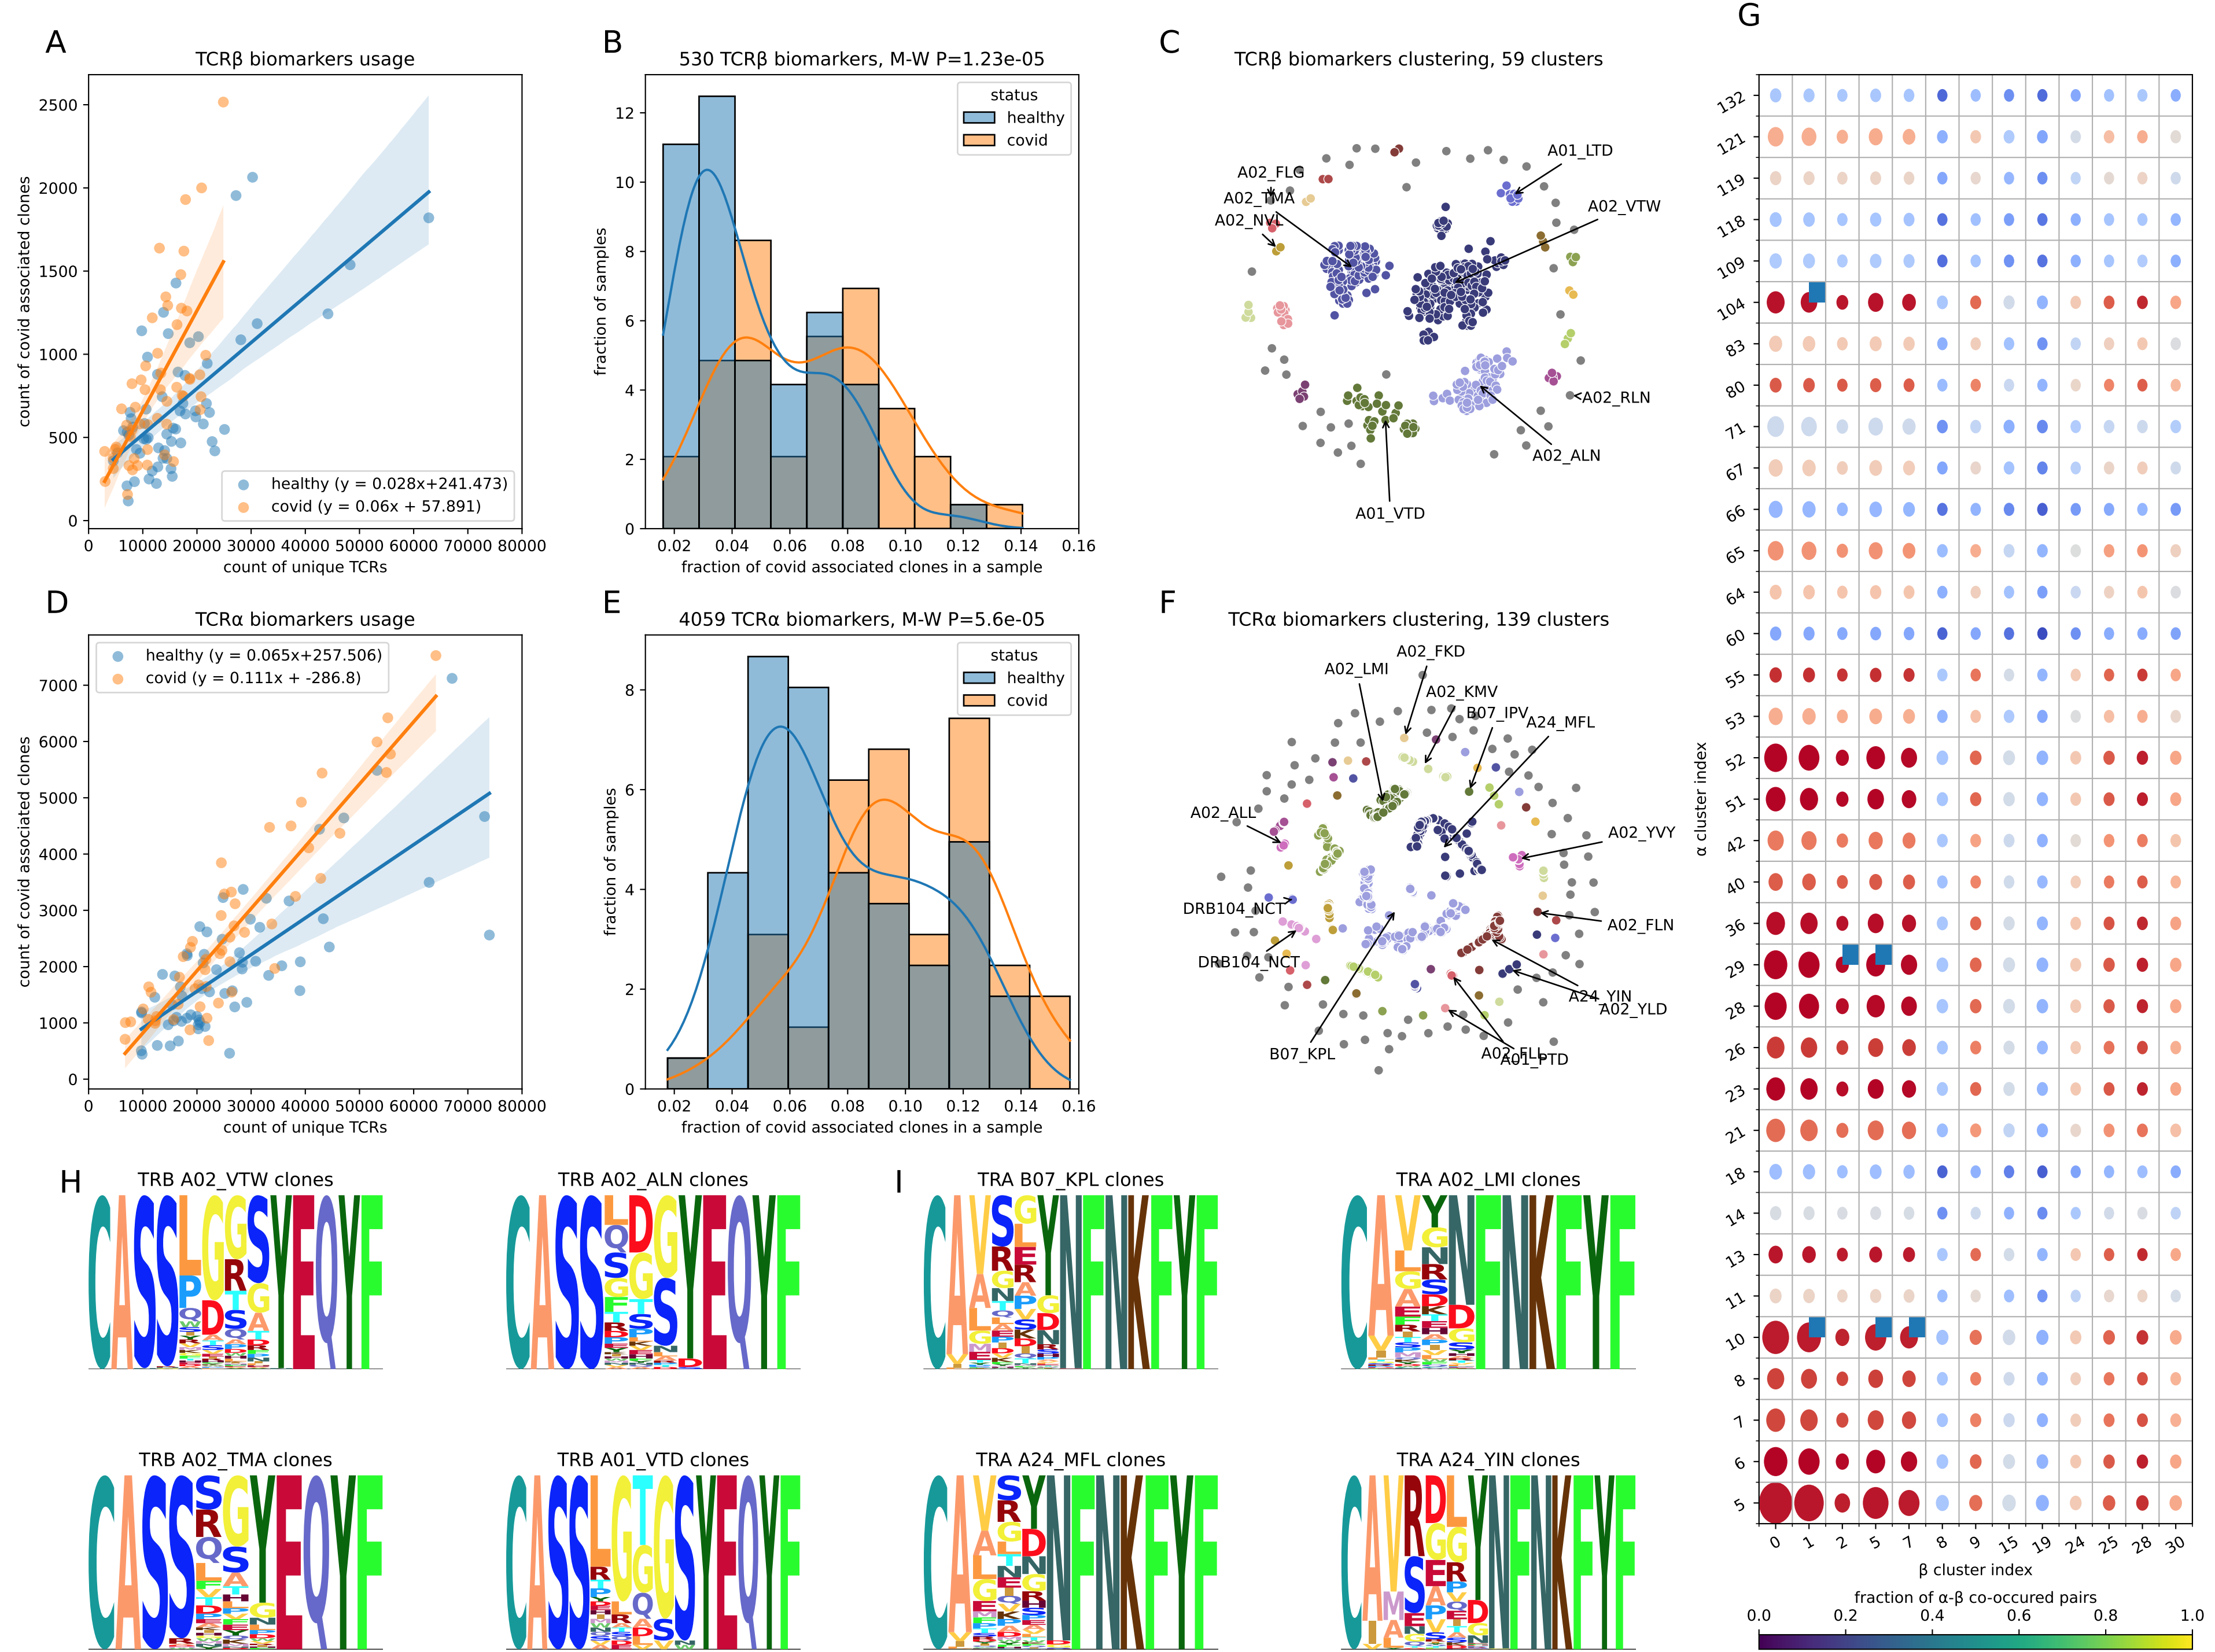 A
TCRβ biomarkers usage
count of covid associated clones
2500
2000
1500
1000
500
0
healthy (y = 0.028x+241.473)
covid (y = 0.06x + 57.891)
0 10000 20000 30000 40000 50000 60000 70000 80000
count of unique TCRs
B
530 TCRβ biomarkers, M-W P=1.23e-05
fraction of samples
12
10
8
6
4
2
0
status
healthy
covid
0.02 0.04 0.06 0.08 0.10 0.12 0.14 0.16
fraction of covid associated clones in a sample
C
TCRβ biomarkers clustering, 59 clusters
A01_LTD
A02_FLG
A02_TMA
A02_VTW
A02_NVL
A02_RLN
A02_ALN
A01_VTD
D
TCRα biomarkers usage
count of covid associated clones
healthy (y = 0.065x+257.506)
covid (y = 0.111x + -286.8)
7000
6000
5000
4000
3000
2000
1000
0
0 10000 20000 30000 40000 50000 60000 70000 80000
count of unique TCRs
E
4059 TCRα biomarkers, M-W P=5.6e-05
fraction of samples
8
6
4
2
0
status
healthy
covid
0.02 0.04 0.06 0.08 0.10 0.12 0.14 0.16
fraction of covid associated clones in a sample
F
TCRα biomarkers clustering, 139 clusters
A02_FKD
A02_LMI
A02_KMV
B07_IPV
A24_MFL
A02_ALL
A02_YVY
DRB104_NCT
A02_FLN
DRB104_NCT
A24_YIN
A02_YLD
B07_KPL
A02_FLL
A01_FTD
G
α cluster index
132
121
119
118
109
104
83
80
71
67
66
65
64
60
55
53
52
51
42
40
36
29
28
26
23
21
18
14
13
11
10
8
7
6
5
0 1 2 5 7 8 9 15 19 24 25 28 30
β cluster index
fraction of α-β co-occured pairs
0.0 0.2 0.4 0.6 0.8 1.0
H
TRB A02_VTW clones
TRB A02_ALN clones
I
TRA B07_KPL clones
TRA A02_LMI clones
TRB A02_TMA clones
TRB A01_VTD clones
TRA A24_MFL clones
TRA A24_YIN clones